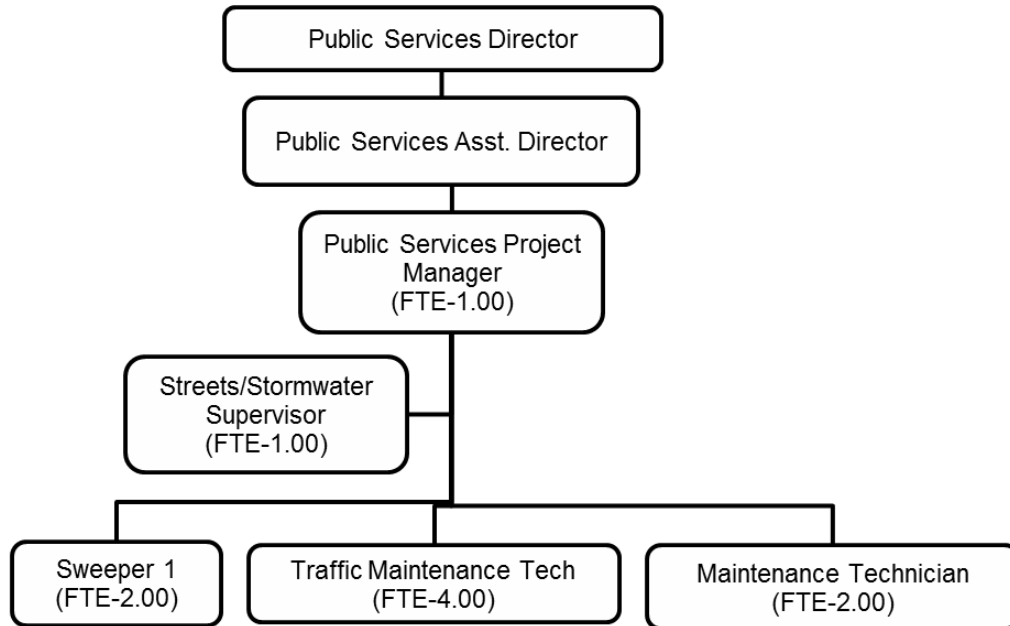 Public Services Director
Public Services Asst. Director
Public Services Project
Manager
(FTE-1.00)
Streets/Stormwater
Supervisor
(FTE-1.00)
Sweeper 1
(FTE-2.00)
Traffic Maintenance Tech
(FTE-4.00)
Maintenance Technician
(FTE-2.00)